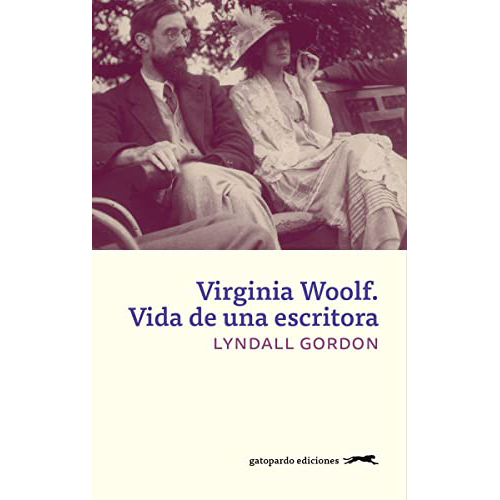 Virginia Woolf.
Vida de una escritora
LYNDALL GORDON
gatopardo ediciones